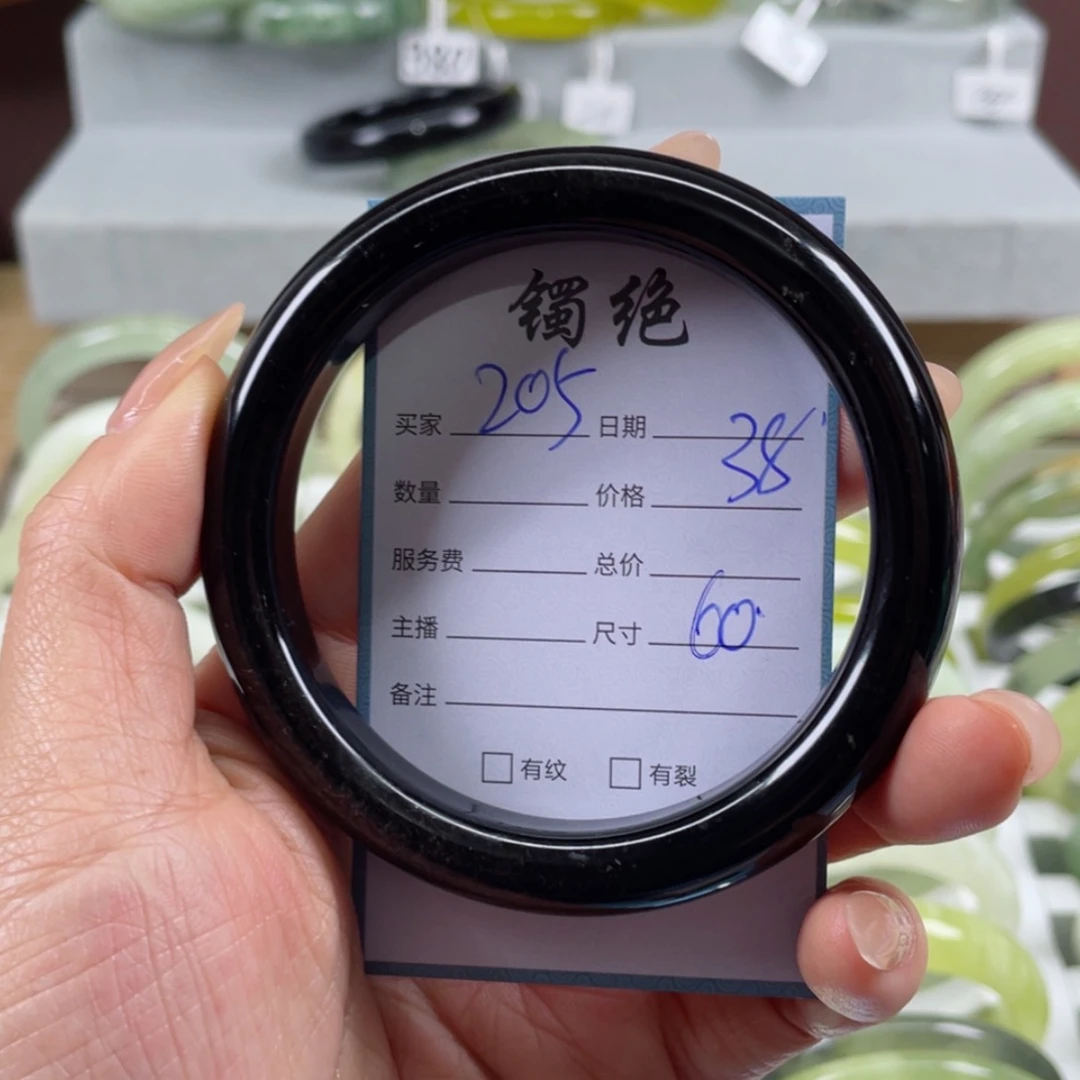 镯绝
买家 205 日期
数量 价格 38
服务费 总价
主播 尺寸 60
备注
□ 有纹 □ 有裂